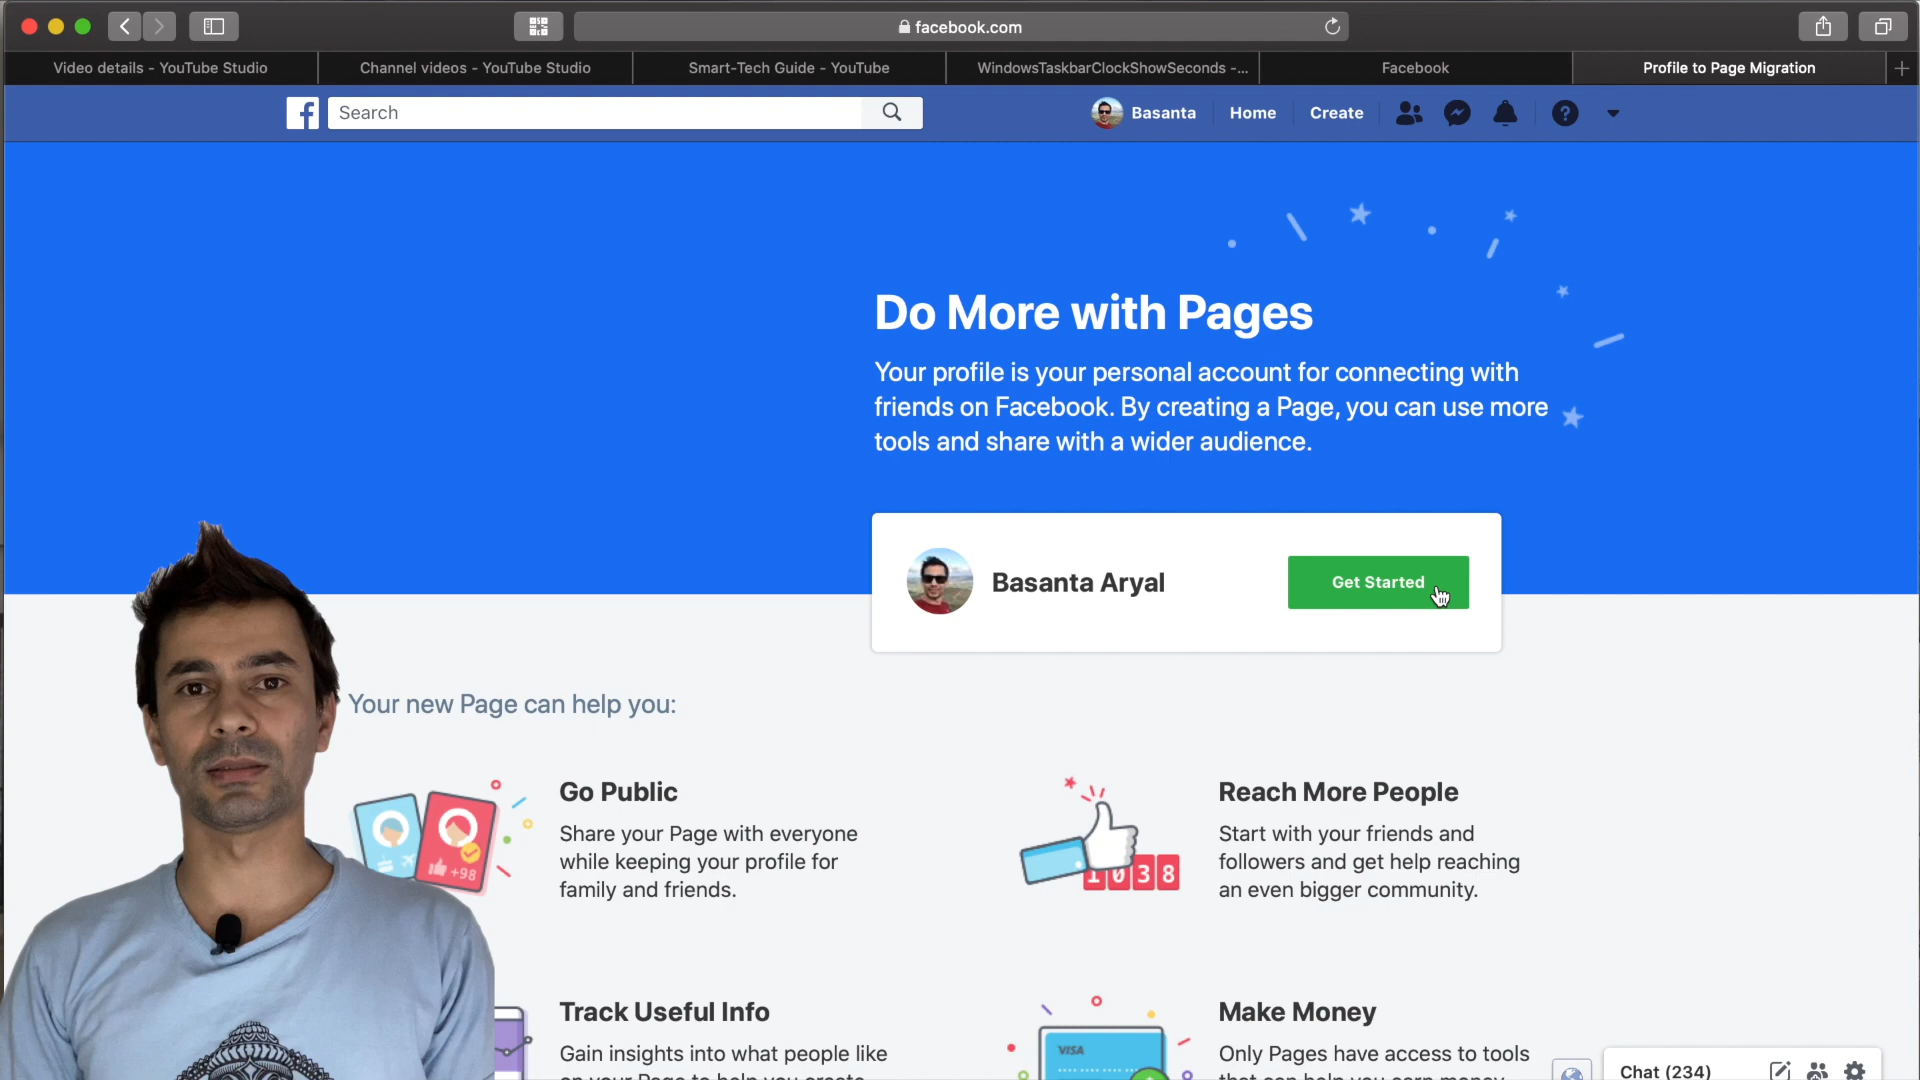 facebook.com
Video details - YouTube Studio
Channel videos - YouTube Studio
Smart-Tech Guide - YouTube
WindowsTaskbarClockShowSeconds -...
Facebook
Profile to Page Migration
Search
Basanta
Home
Create
Do More with Pages
Your profile is your personal account for connecting with
friends on Facebook. By creating a Page, you can use more
tools and share with a wider audience.
Basanta Aryal
Get Started
Your new Page can help you:
Go Public
Share your Page with everyone
while keeping your profile for
family and friends.
+98
Reach More People
Start with your friends and
followers and get help reaching
an even bigger community.
1038
Track Useful Info
Gain insights into what people like
Make Money
Only Pages have access to tools
VISA
Chat (234)